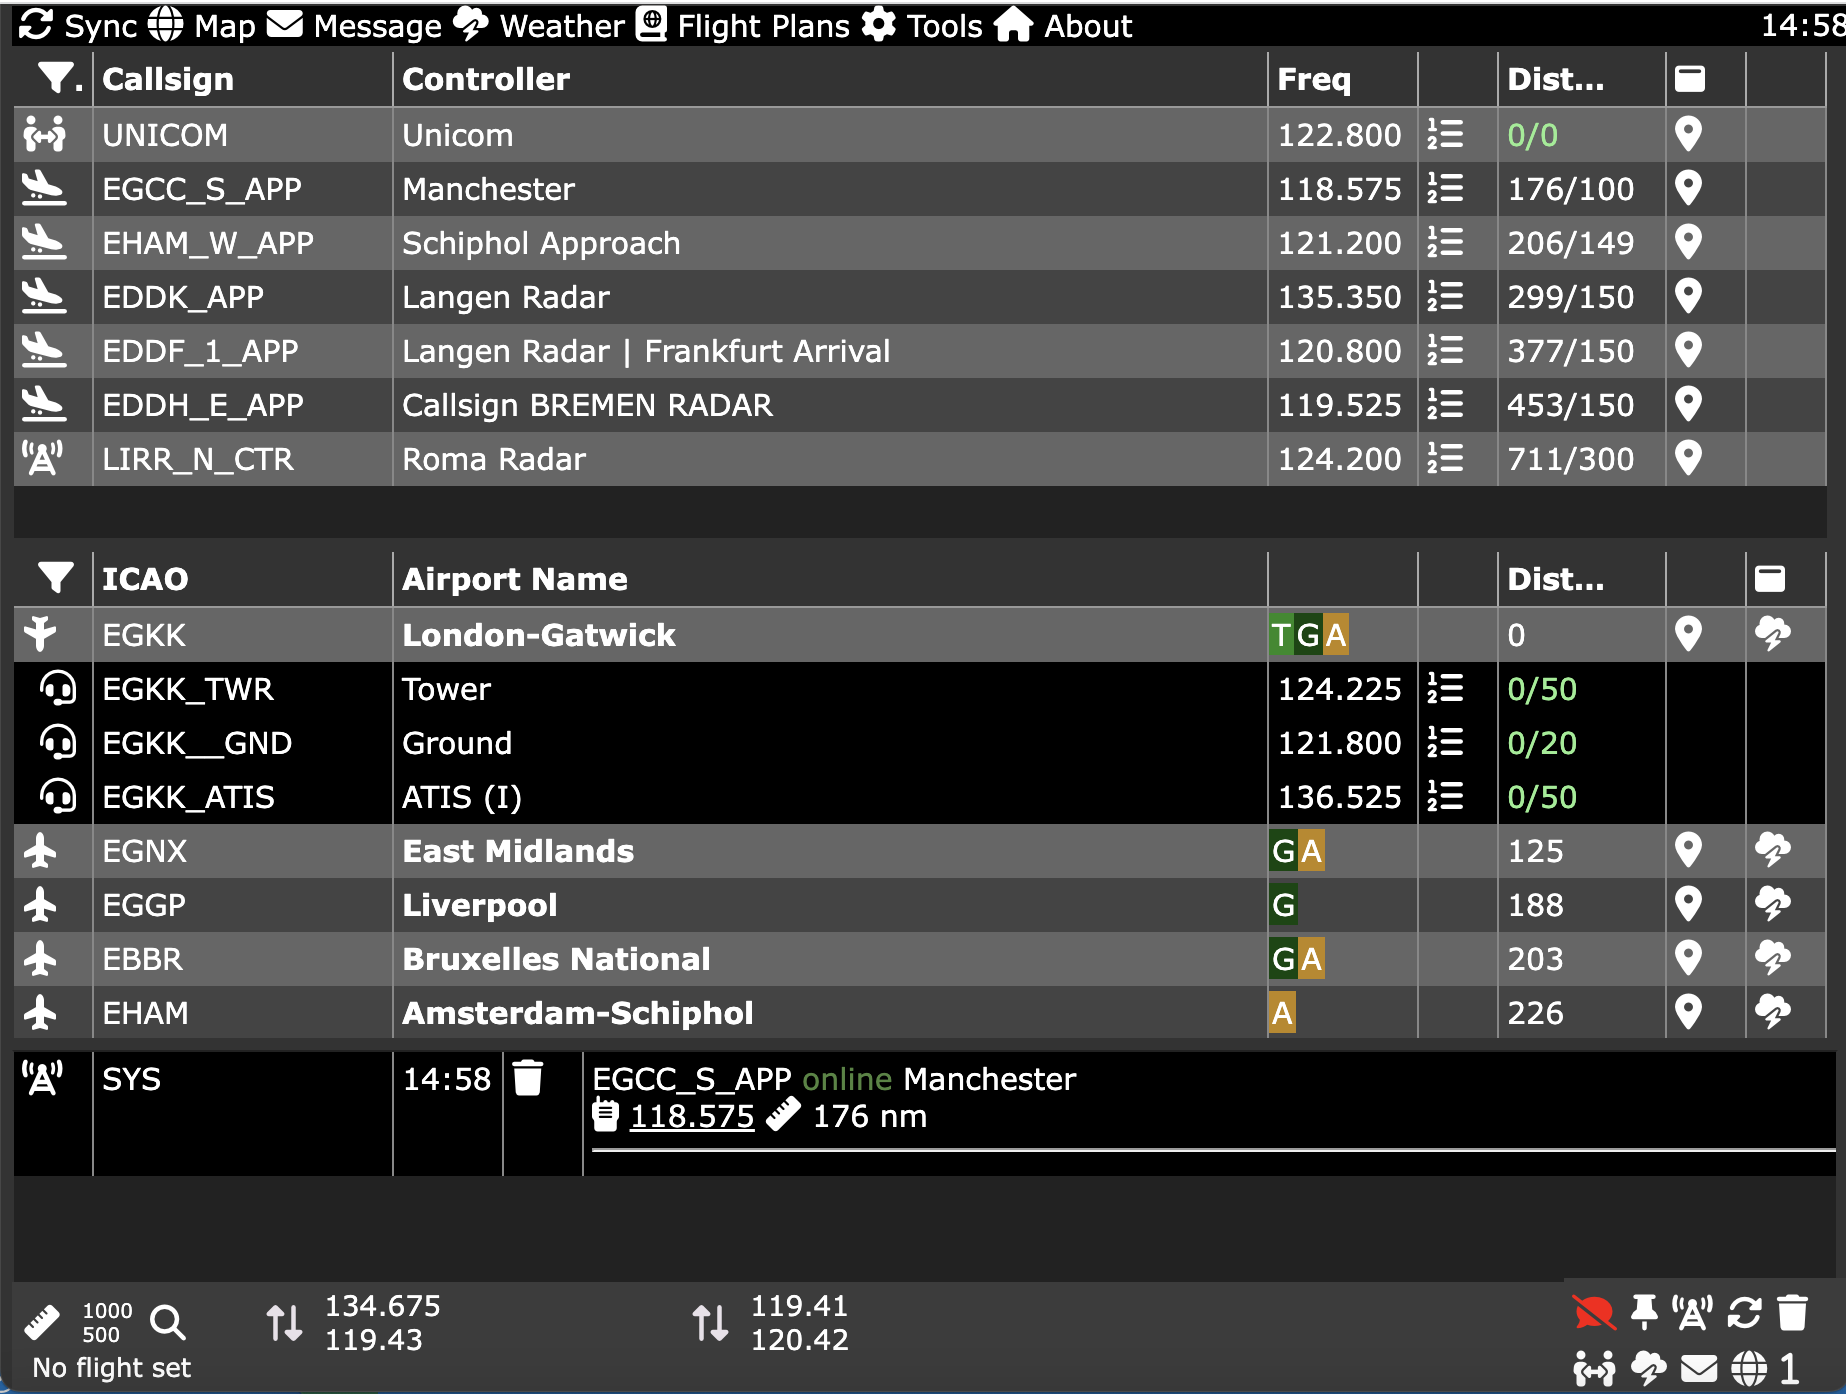 Sync Map Message Weather Flight Plans Tools About 14:58
. Callsign Controller Freq Dist...
UNICOM Unicom 122.800 0/0
EGCC_S_APP Manchester 118.575 176/100
EHAM_W_APP Schiphol Approach 121.200 206/149
EDDK_APP Langen Radar 135.350 299/150
EDDF_1_APP Langen Radar | Frankfurt Arrival 120.800 377/150
EDDH_E_APP Callsign BREMEN RADAR 119.525 453/150
LIRR_N_CTR Roma Radar 124.200 711/300
ICAO Airport Name Dist...
EGKK London-Gatwick T G A 0
EGKK_TWR Tower 124.225 0/50
EGKK__GND Ground 121.800 0/20
EGKK_ATIS ATIS (I) 136.525 0/50
EGNX East Midlands G A 125
EGGP Liverpool G 188
EBBR Bruxelles National G A 203
EHAM Amsterdam-Schiphol A 226
SYS 14:58 EGCC_S_APP online Manchester
118.575 176 nm
1000 134.675 119.41
500 119.43 120.42
No flight set 1